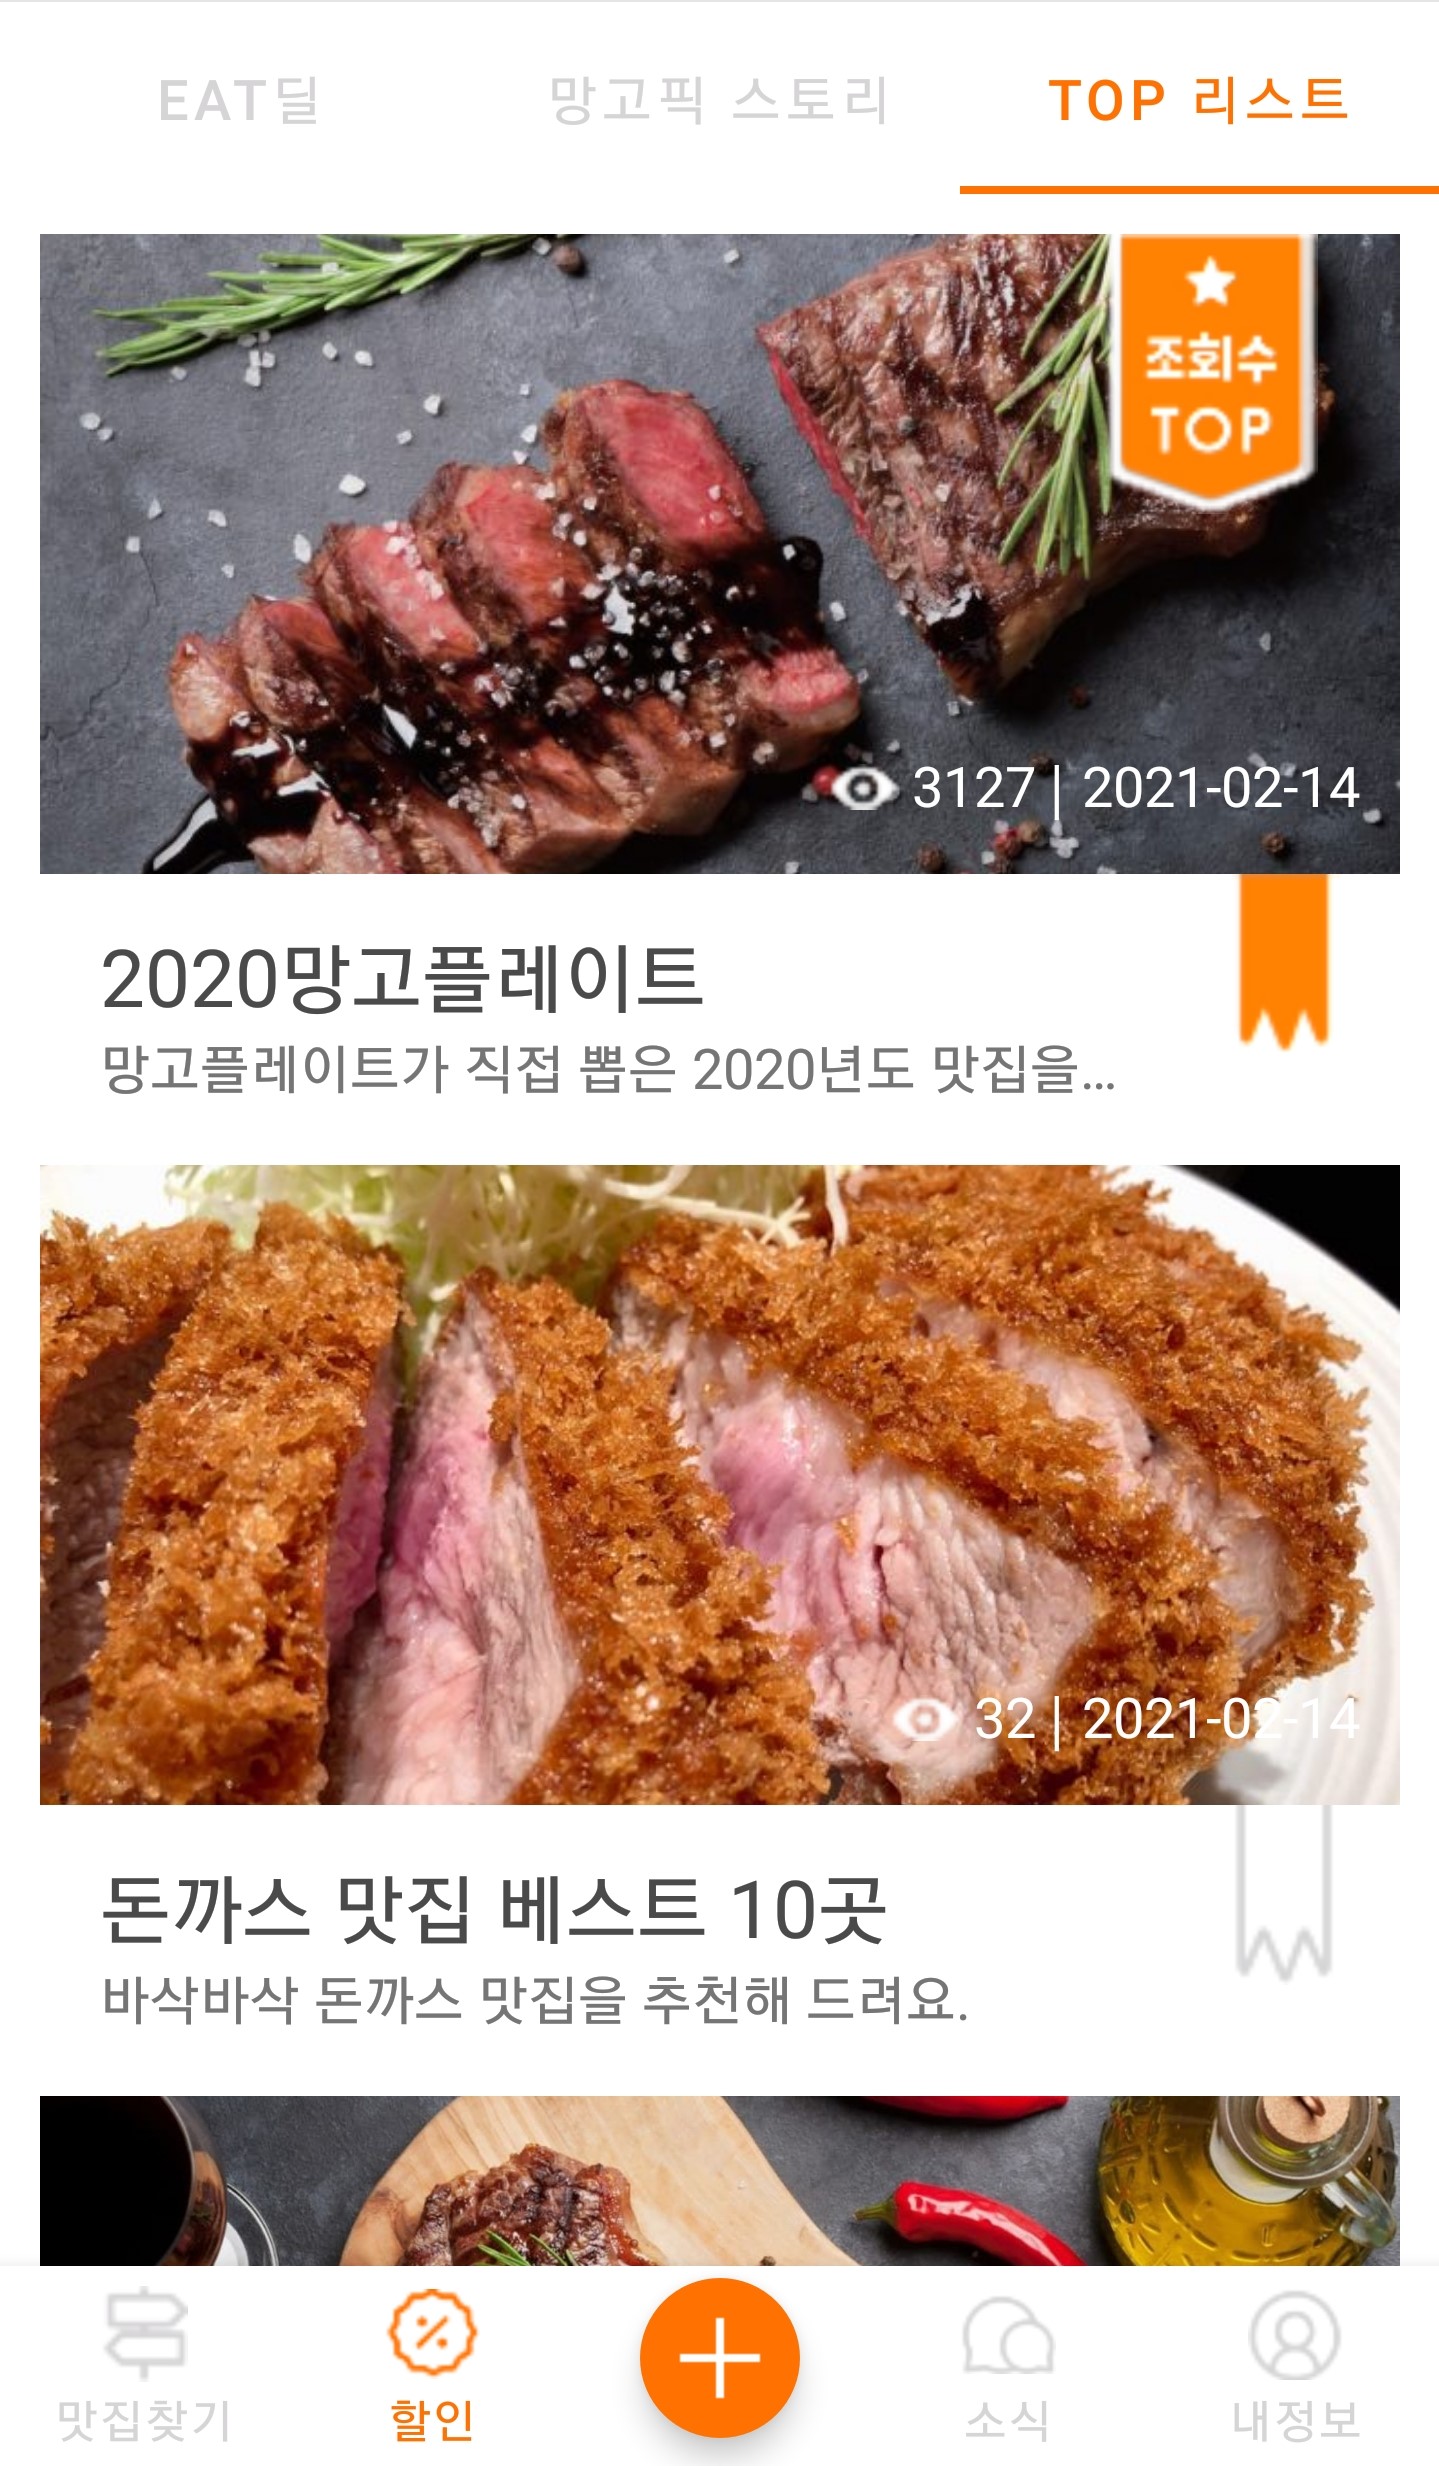 EAT딜
망고픽 스토리
TOP 리스트
조회수
TOP
3127 | 2021-02-14
2020망고플레이트
망고플레이트가 직접 뽑은 2020년도 맛집을...
32 | 2021-02-14
돈까스 맛집 베스트 10곳
바삭바삭 돈까스 맛집을 추천해 드려요.
맛집찾기
할인
소식
내정보